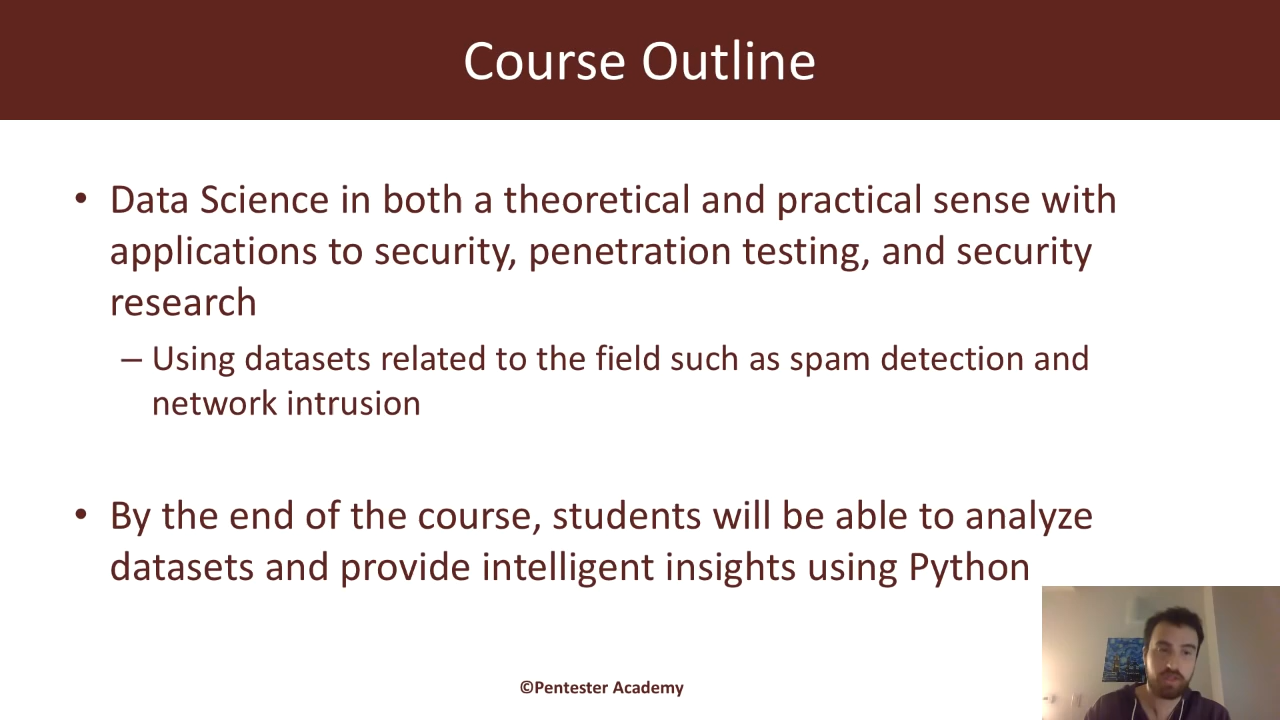 Course Outline
• Data Science in both a theoretical and practical sense with
applications to security, penetration testing, and security
research
– Using datasets related to the field such as spam detection and
network intrusion
• By the end of the course, students will be able to analyze
datasets and provide intelligent insights using Python
©Pentester Academy